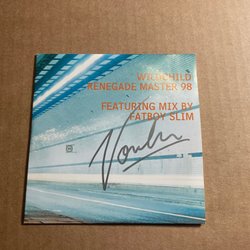 WILDCHILD
RENEGADE MASTER 98
FEATURING MIX BY
FATBOY SLIM